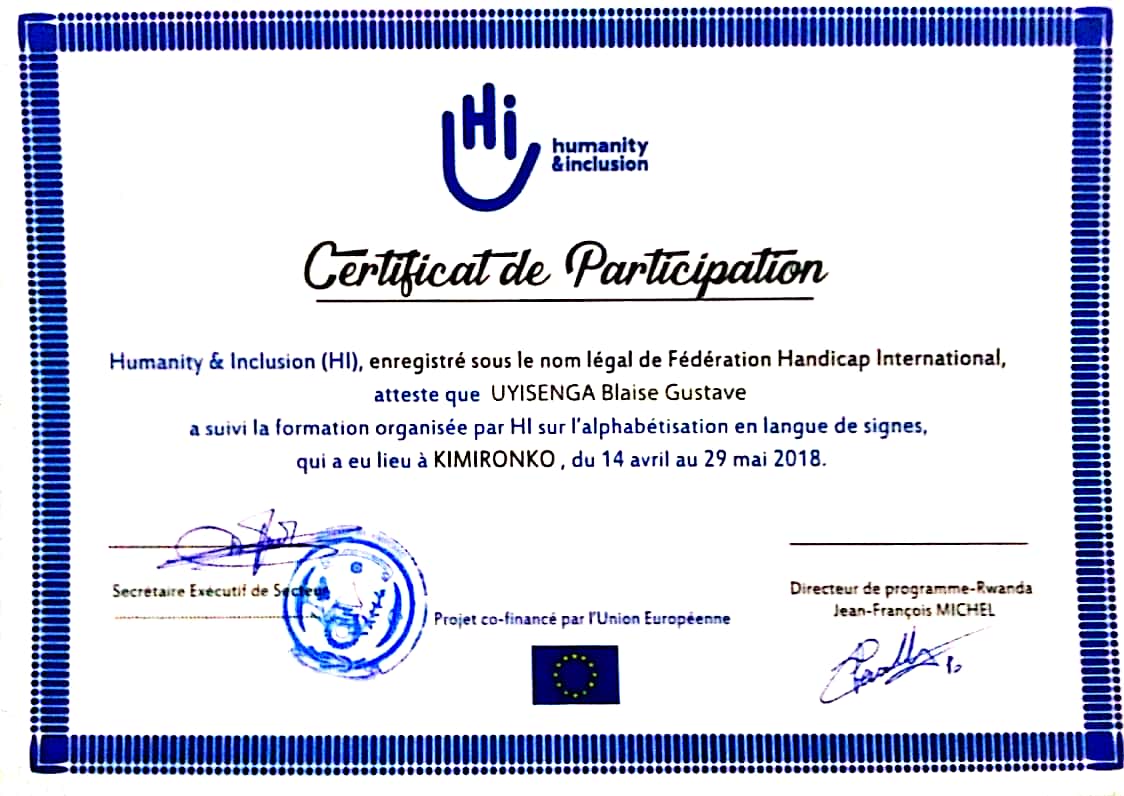 Hi humanity
&inclusion
Certificat de Participation
Humanity & Inclusion (HI), enregistré sous le nom légal de Fédération Handicap International,
atteste que UYISENGA Blaise Gustave
a suivi la formation organisée par HI sur l'alphabétisation en langue de signes,
qui a eu lieu à KIMIRONKO , du 14 avril au 29 mai 2018.
Secretaire Exécutif de Secteur
Directeur de programme-Rwanda
Jean-François MICHEL
Projet co-financé par l'Union Européenne